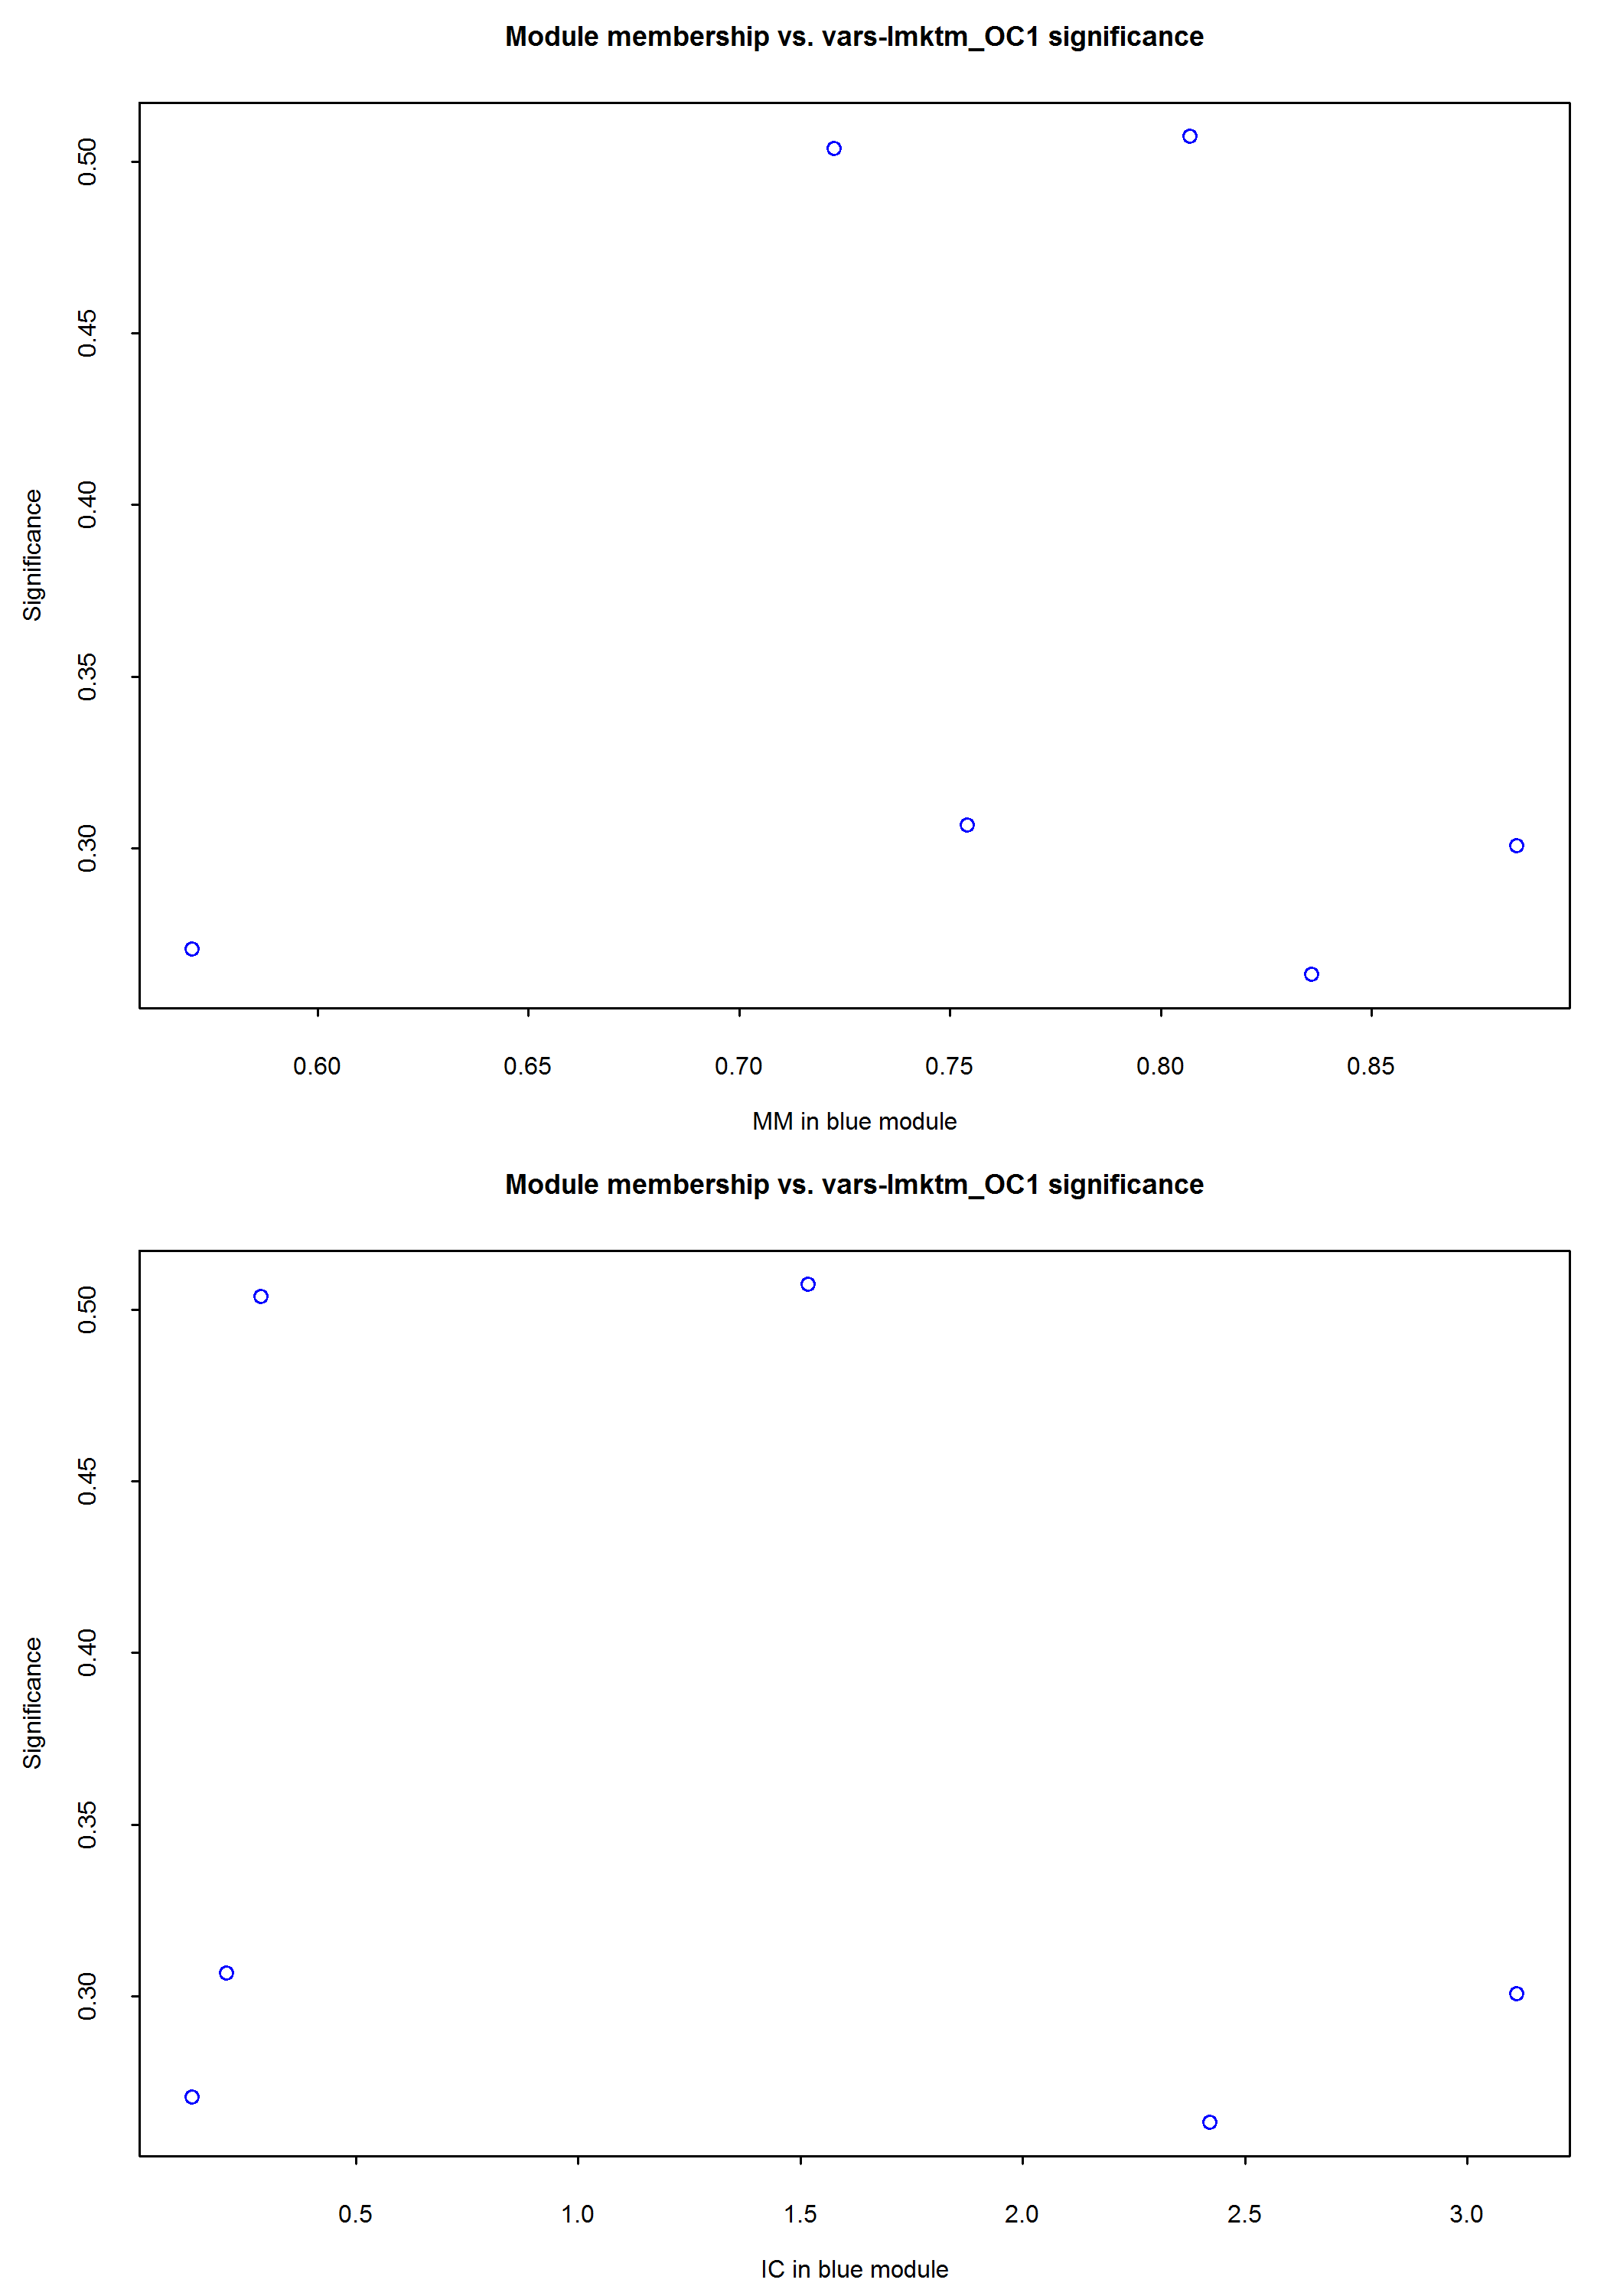 Module membership vs. vars-lmktm_OC1 significance
0.50
0.45
0.40
0.35
0.30
Significance
0.60 0.65 0.70 0.75 0.80 0.85
MM in blue module
Module membership vs. vars-lmktm_OC1 significance
0.50
0.45
0.40
0.35
0.30
Significance
0.5 1.0 1.5 2.0 2.5 3.0
IC in blue module